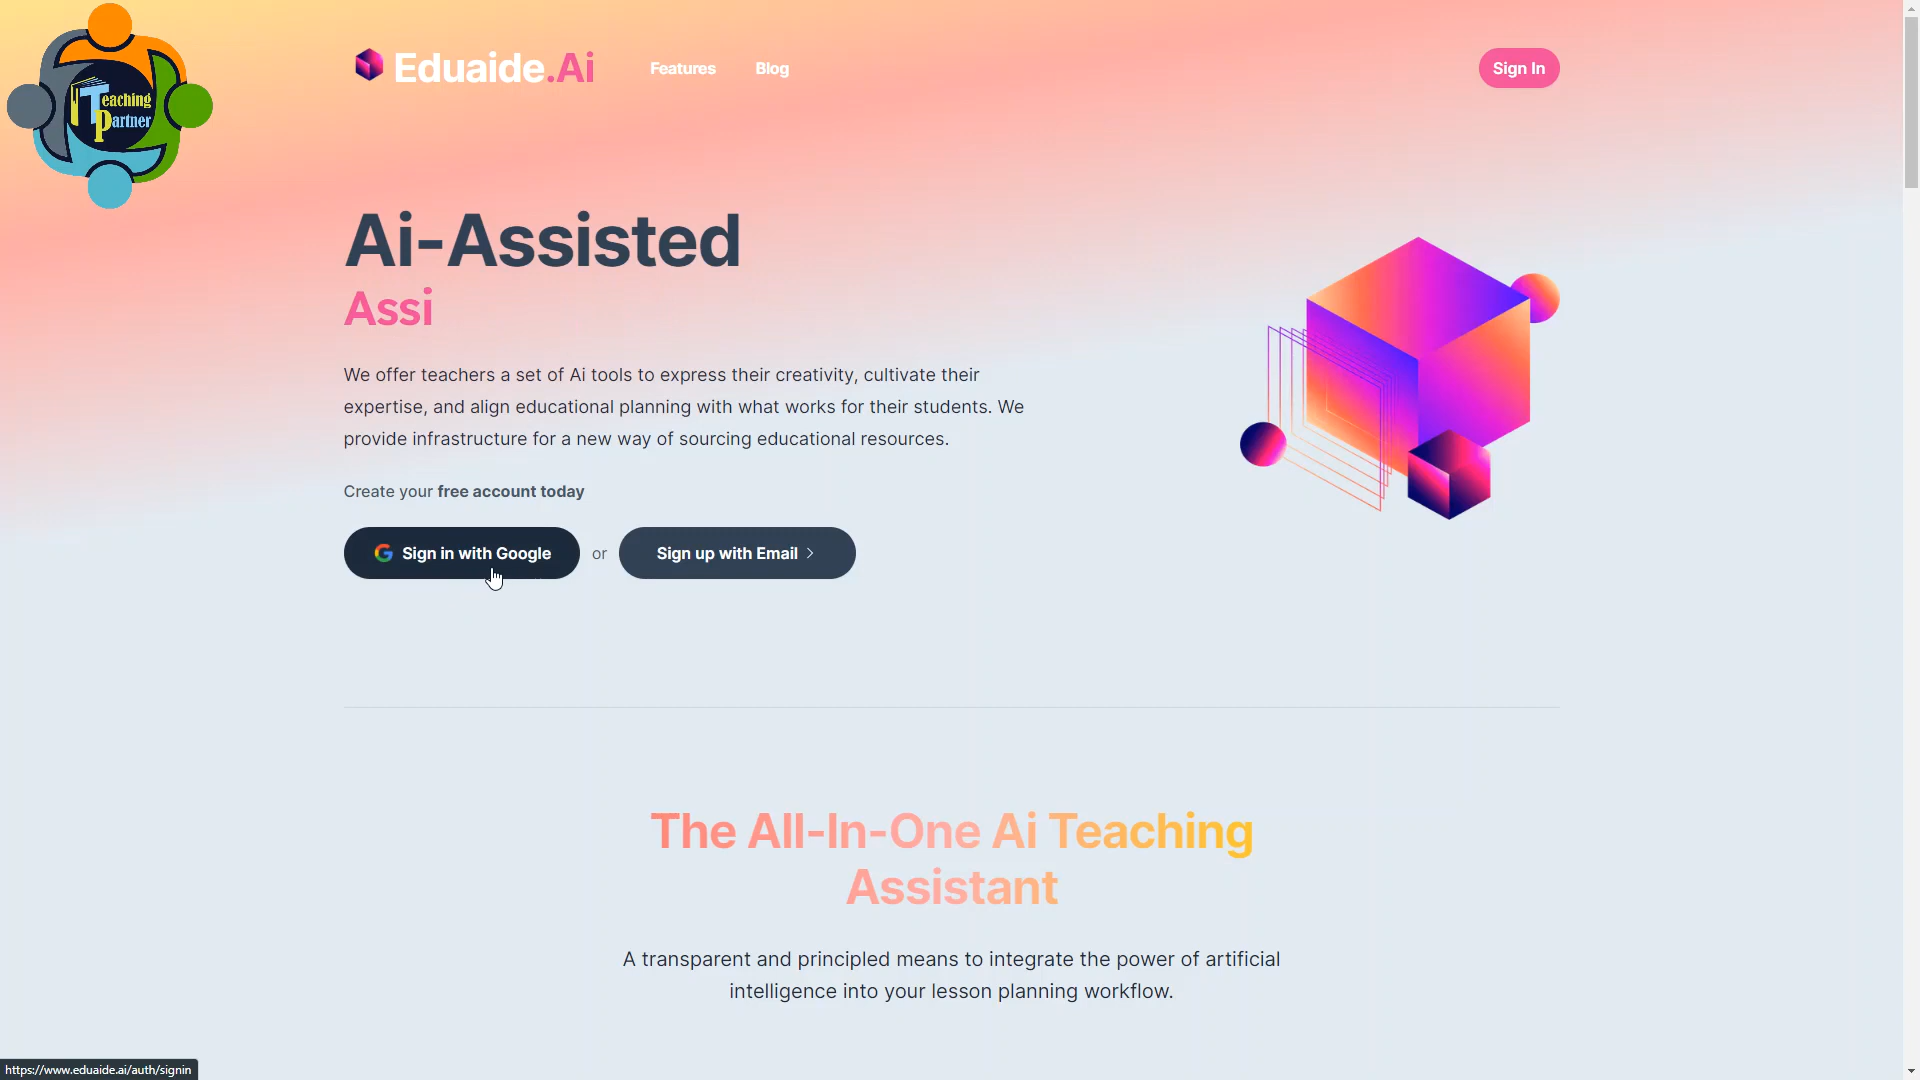 Teaching
Partner
Eduaide.Ai
Features
Blog
Sign In
Ai-Assisted
Assi
We offer teachers a set of Ai tools to express their creativity, cultivate their
expertise, and align educational planning with what works for their students. We
provide infrastructure for a new way of sourcing educational resources.
Create your free account today
Sign in with Google
or
Sign up with Email
The All-In-One Ai Teaching
Assistant
A transparent and principled means to integrate the power of artificial
intelligence into your lesson planning workflow.
https://www.eduaide.ai/auth/signin